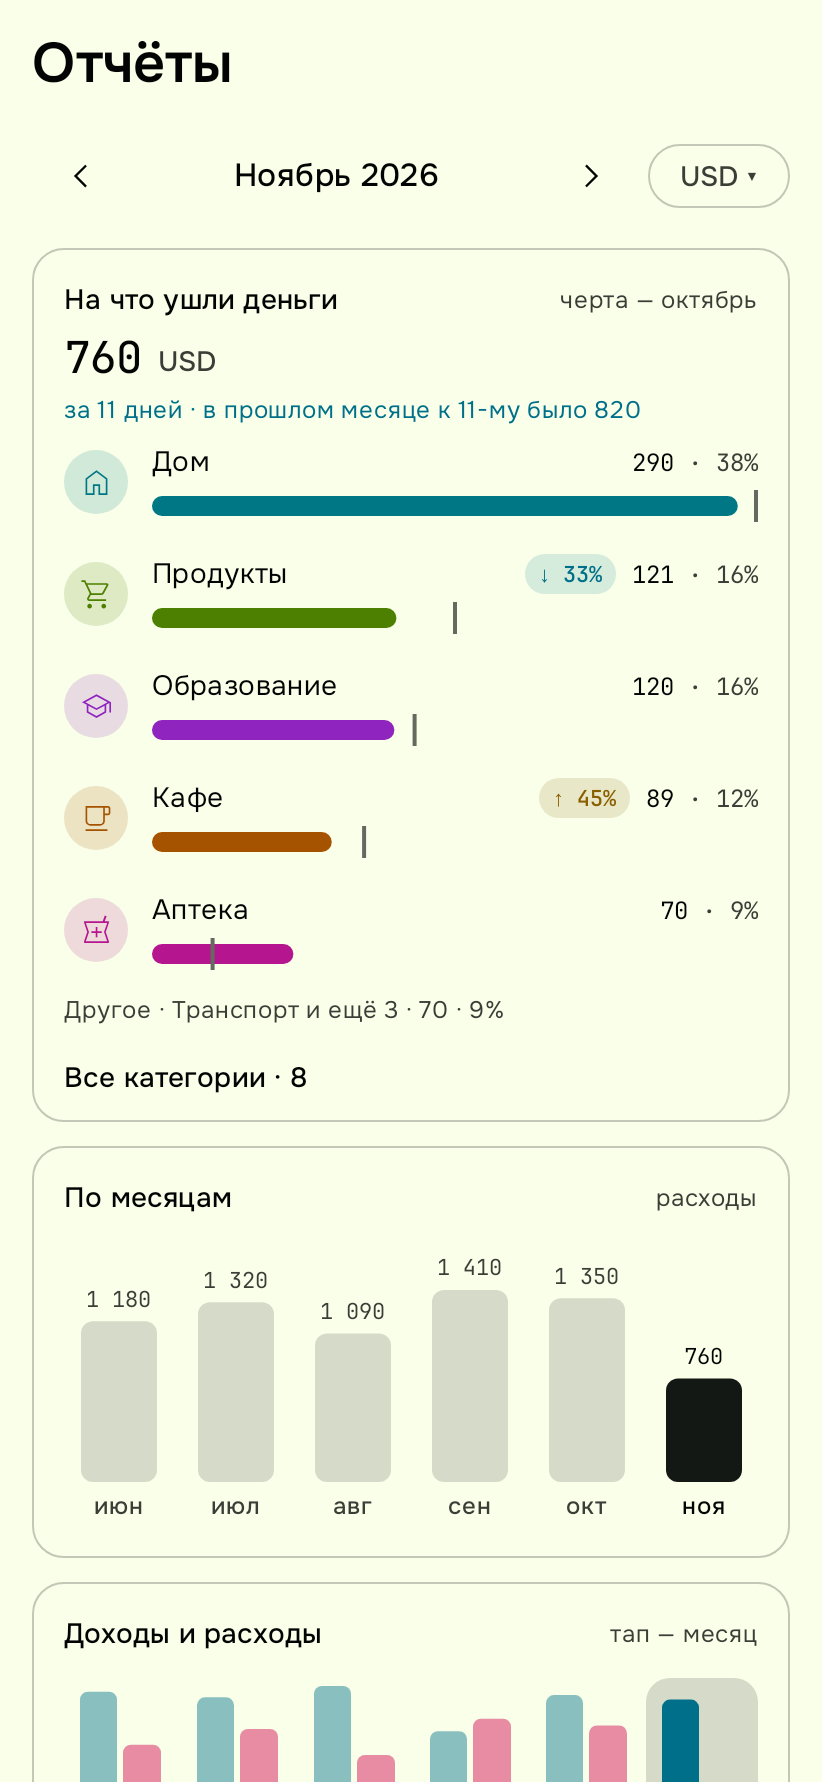 Отчёты
Ноябрь 2026
USD ▾
На что ушли деньги
черта — октябрь
760 USD
за 11 дней · в прошлом месяце к 11-му было 820
Дом
290 · 38%
Продукты
↓ 33%
121 · 16%
Образование
120 · 16%
Кафе
↑ 45%
89 · 12%
Аптека
70 · 9%
Другое · Транспорт и ещё 3 · 70 · 9%
Все категории · 8
По месяцам
расходы
1 180
1 320
1 090
1 410
1 350
760
июн
июл
авг
сен
окт
ноя
Доходы и расходы
тап — месяц